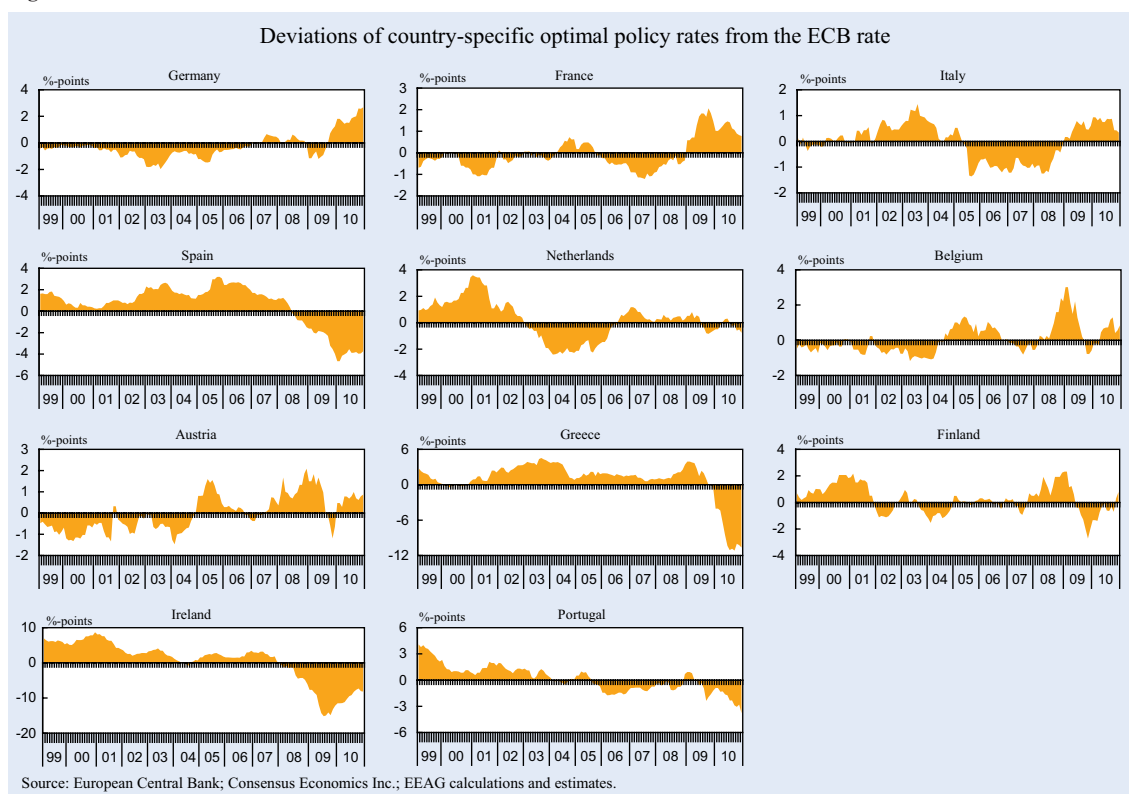 Deviations of country-specific optimal policy rates from the ECB rate
Germany
%-points
4
2
0
-2
-4
99 00 01 02 03 04 05 06 07 08 09 10
France
%-points
3
2
1
0
-1
-2
99 00 01 02 03 04 05 06 07 08 09 10
Italy
%-points
2
1
0
-1
-2
99 00 01 02 03 04 05 06 07 08 09 10
Spain
%-points
4
2
0
-2
-4
-6
99 00 01 02 03 04 05 06 07 08 09 10
Netherlands
%-points
4
2
0
-2
-4
99 00 01 02 03 04 05 06 07 08 09 10
Belgium
%-points
4
2
0
-2
99 00 01 02 03 04 05 06 07 08 09 10
Austria
%-points
3
2
1
0
-1
-2
99 00 01 02 03 04 05 06 07 08 09 10
Greece
%-points
6
0
-6
-12
99 00 01 02 03 04 05 06 07 08 09 10
Finland
%-points
4
2
0
-2
-4
99 00 01 02 03 04 05 06 07 08 09 10
Ireland
%-points
10
0
-10
-20
99 00 01 02 03 04 05 06 07 08 09 10
Portugal
%-points
6
3
0
-3
-6
99 00 01 02 03 04 05 06 07 08 09 10
Source: European Central Bank; Consensus Economics Inc.; EEAG calculations and estimates.